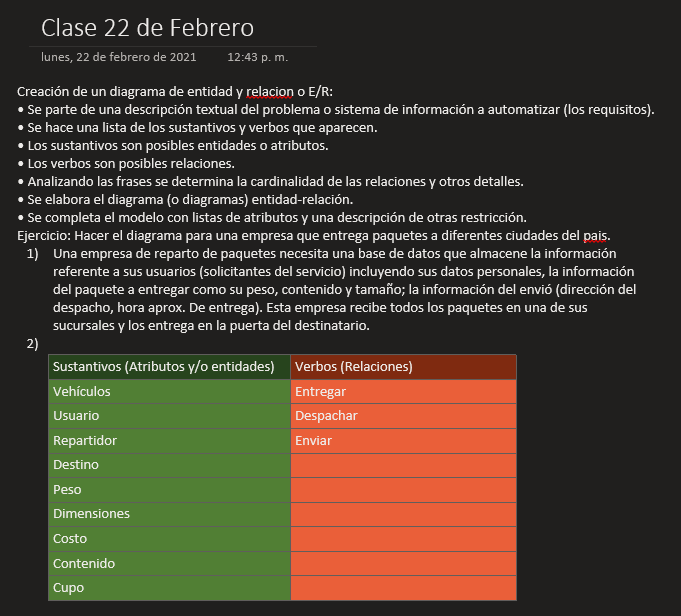 Clase 22 de Febrero
lunes, 22 de febrero de 2021 12:43 p. m.
Creación de un diagrama de entidad y relacion o E/R:
• Se parte de una descripción textual del problema o sistema de información a automatizar (los requisitos).
• Se hace una lista de los sustantivos y verbos que aparecen.
• Los sustantivos son posibles entidades o atributos.
• Los verbos son posibles relaciones.
• Analizando las frases se determina la cardinalidad de las relaciones y otros detalles.
• Se elabora el diagrama (o diagramas) entidad-relación.
• Se completa el modelo con listas de atributos y una descripción de otras restricción.
Ejercicio: Hacer el diagrama para una empresa que entrega paquetes a diferentes ciudades del pais.
1) Una empresa de reparto de paquetes necesita una base de datos que almacene la información
referente a sus usuarios (solicitantes del servicio) incluyendo sus datos personales, la información
del paquete a entregar como su peso, contenido y tamaño; la información del envió (dirección del
despacho, hora aprox. De entrega). Esta empresa recibe todos los paquetes en una de sus
sucursales y los entrega en la puerta del destinatario.
2)
Sustantivos (Atributos y/o entidades) Verbos (Relaciones)
Vehículos Entregar
Usuario Despachar
Repartidor Enviar
Destino
Peso
Dimensiones
Costo
Contenido
Cupo